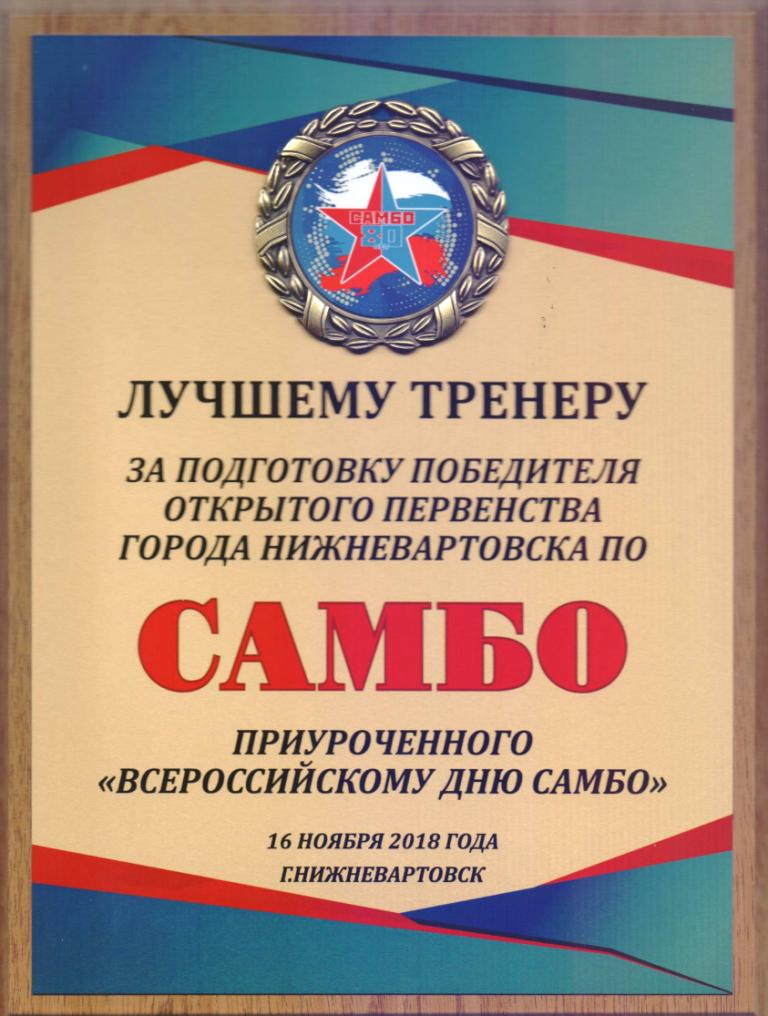 САМБО
80
ЛУЧШЕМУ ТРЕНЕРУ
ЗА ПОДГОТОВКУ ПОБЕДИТЕЛЯ
ОТКРЫТОГО ПЕРВЕНСТВА
ГОРОДА НИЖНЕВАРТОВСКА ПО
САМБО
ПРИУРОЧЕННОГО
«ВСЕРОССИЙСКОМУ ДНЮ САМБО»
16 НОЯБРЯ 2018 ГОДА
Г.НИЖНЕВАРТОВСК